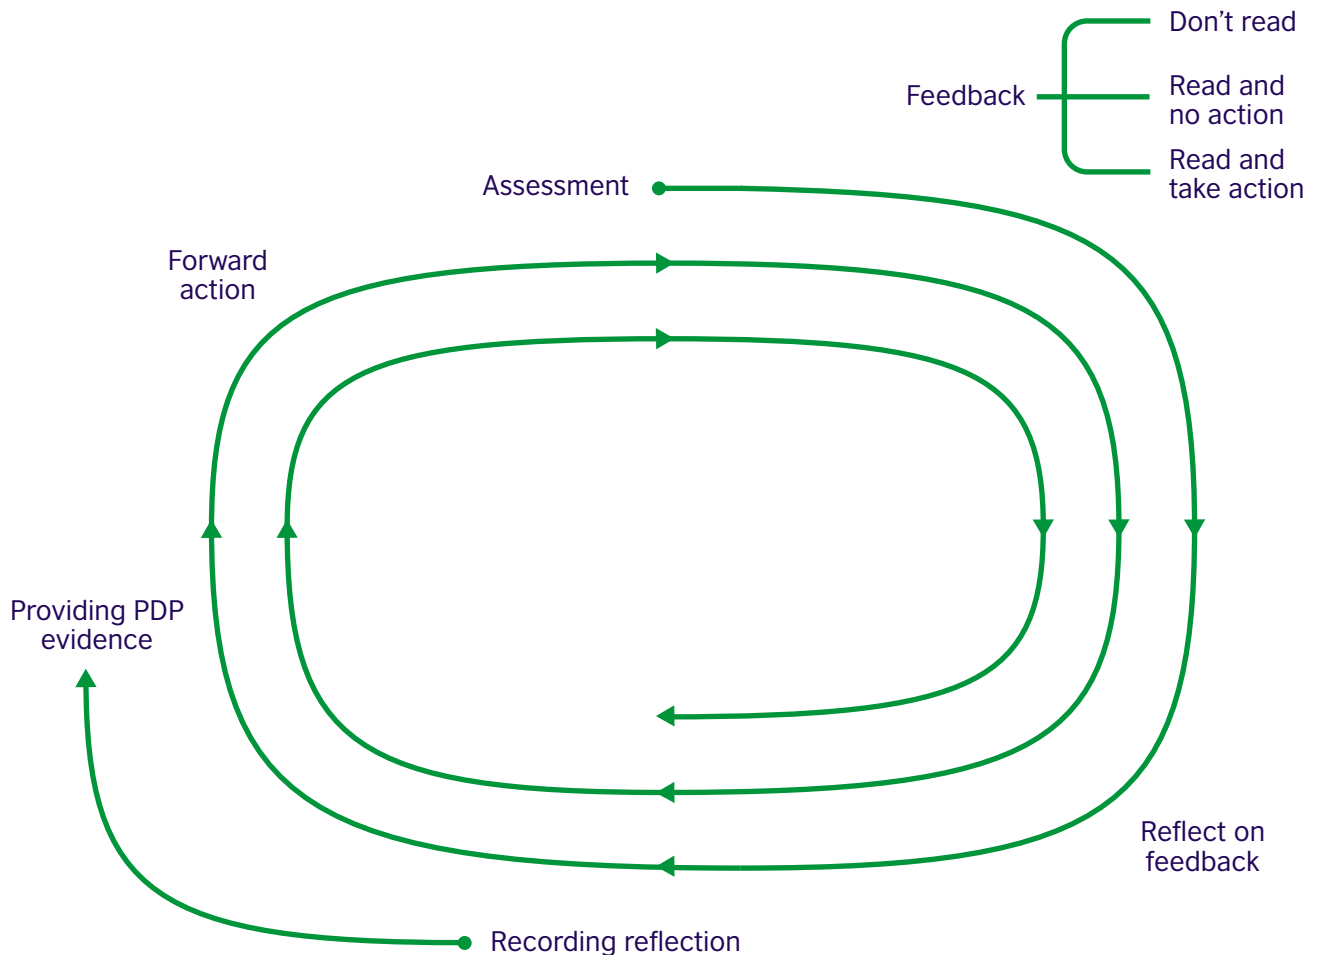 Don’t read
Feedback
Read and
no action
Read and
take action
Assessment
Forward
action
Providing PDP
evidence
Reflect on
feedback
Recording reflection